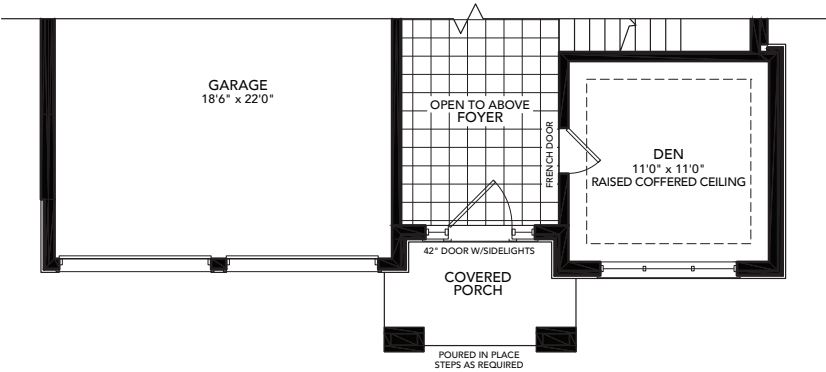 GARAGE
18'6" x 22'0"
OPEN TO ABOVE
FOYER
FRENCH DOOR
DEN
11'0" x 11'0"
RAISED COFFERED CEILING
42" DOOR W/SIDELIGHTS
COVERED
PORCH
POURED IN PLACE
STEPS AS REQUIRED